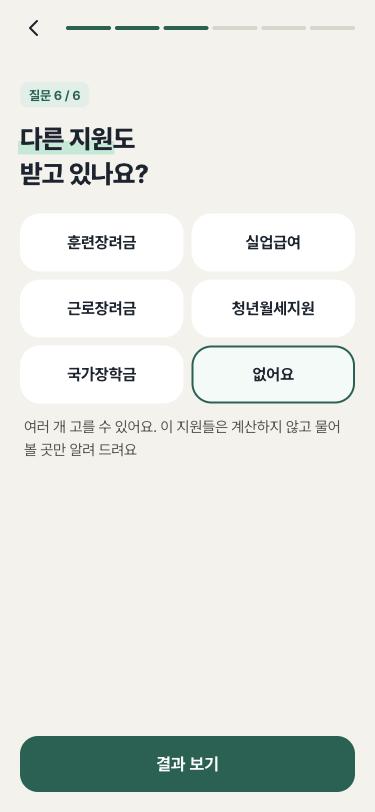 질문 6 / 6
다른 지원도
받고 있나요?
훈련장려금
실업급여
근로장려금
청년월세지원
국가장학금
없어요
여러 개 고를 수 있어요. 이 지원들은 계산하지 않고 물어
볼 곳만 알려 드려요
결과 보기